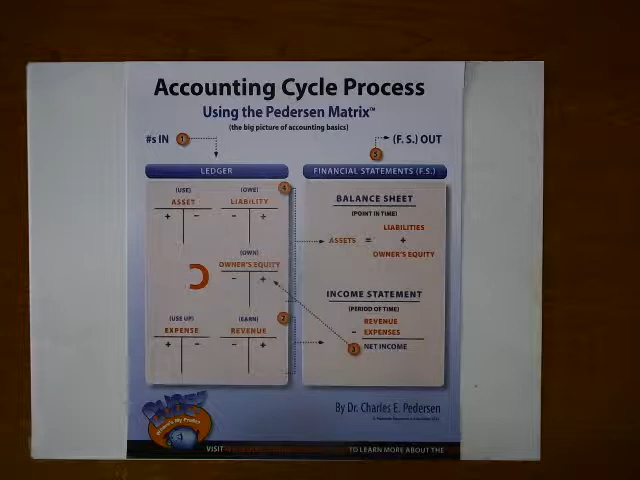 Accounting Cycle Process
Using the Pedersen Matrix™
(the big picture of accounting basics)
#s IN 1
5 (F. S.) OUT
LEDGER
FINANCIAL STATEMENTS (F.S.)
(USE)
ASSET
+ -
(OWE)
LIABILITY
- +
4
(OWN)
OWNER'S EQUITY
- +
(USE UP)
EXPENSE
+ -
(EARN)
REVENUE
- +
2
BALANCE SHEET
(POINT IN TIME)
LIABILITIES
ASSETS = +
OWNER'S EQUITY
INCOME STATEMENT
(PERIOD OF TIME)
REVENUE
- EXPENSES
3 NET INCOME
By Dr. Charles E. Pedersen
Where's My Profits
VISIT
TO LEARN MORE ABOUT THE